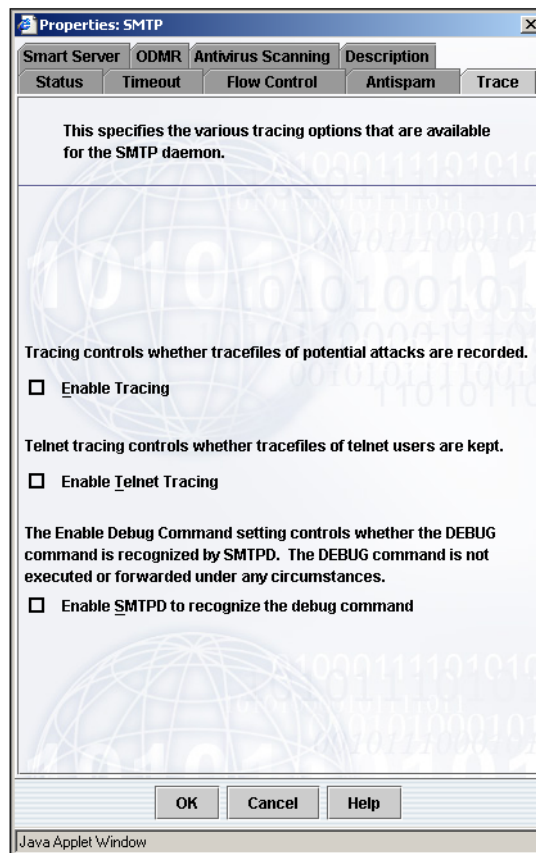 Properties: SMTP
Smart Server ODMR Antivirus Scanning Description
Status Timeout Flow Control Antispam Trace
This specifies the various tracing options that are available
for the SMTP daemon.
Tracing controls whether tracefiles of potential attacks are recorded.
Enable Tracing
Telnet tracing controls whether tracefiles of telnet users are kept.
Enable Telnet Tracing
The Enable Debug Command setting controls whether the DEBUG
command is recognized by SMTPD. The DEBUG command is not
executed or forwarded under any circumstances.
Enable SMTPD to recognize the debug command
OK Cancel Help
Java Applet Window